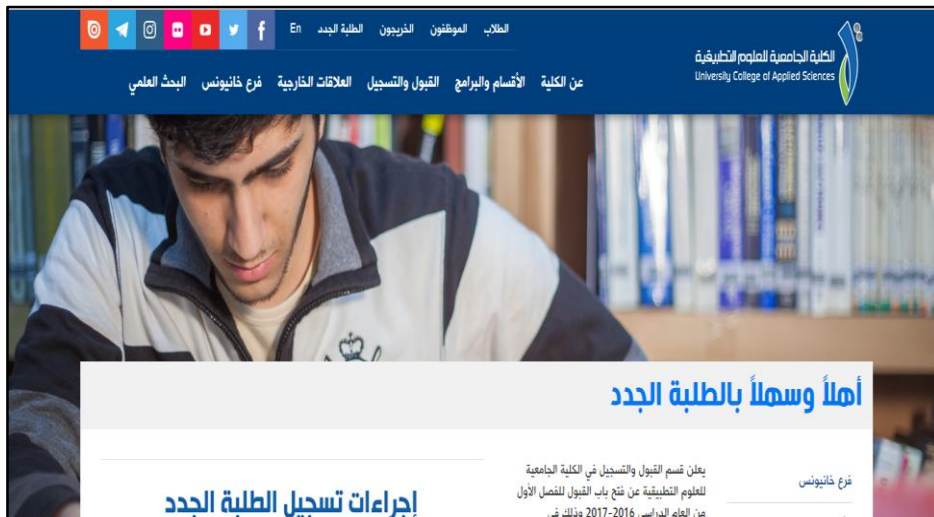 الطلاب الموظفون الخريجون الطلبة الجدد En
الكلية الجامعية للعلوم التطبيقية
University College of Applied Sciences
عن الكلية الأقسام والبرامج القبول والتسجيل العلاقات الخارجية فرع خانيونس البحث العلمي
أهلاً وسهلاً بالطلبة الجدد
فرع خانيونس
يعلن قسم القبول والتسجيل في الكلية الجامعية
للعلوم التطبيقية عن فتح باب القبول للفصل الأول
من العام الدراسي 2016-2017 وذلك في
إجراءات تسجيل الطلبة الجدد